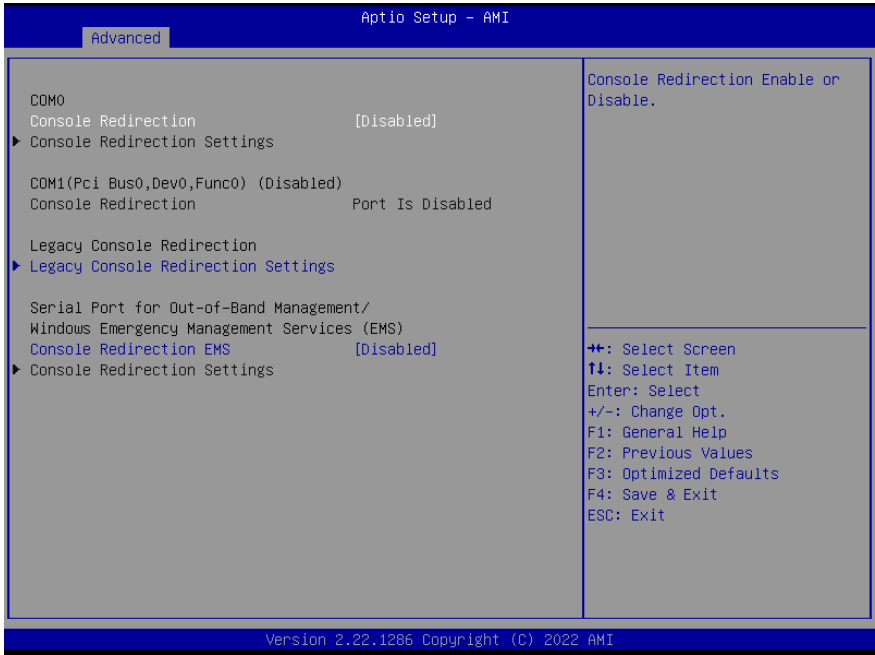 Aptio Setup – AMI
Advanced
COM0
Console Redirection [Disabled]
Console Redirection Settings
COM1(Pci Bus0,Dev0,Func0) (Disabled)
Console Redirection Port Is Disabled
Legacy Console Redirection
Legacy Console Redirection Settings
Serial Port for Out-of-Band Management/
Windows Emergency Management Services (EMS)
Console Redirection EMS [Disabled]
Console Redirection Settings
Console Redirection Enable or
Disable.
→←: Select Screen
↑↓: Select Item
Enter: Select
+/-: Change Opt.
F1: General Help
F2: Previous Values
F3: Optimized Defaults
F4: Save & Exit
ESC: Exit
Version 2.22.1286 Copyright (C) 2022 AMI